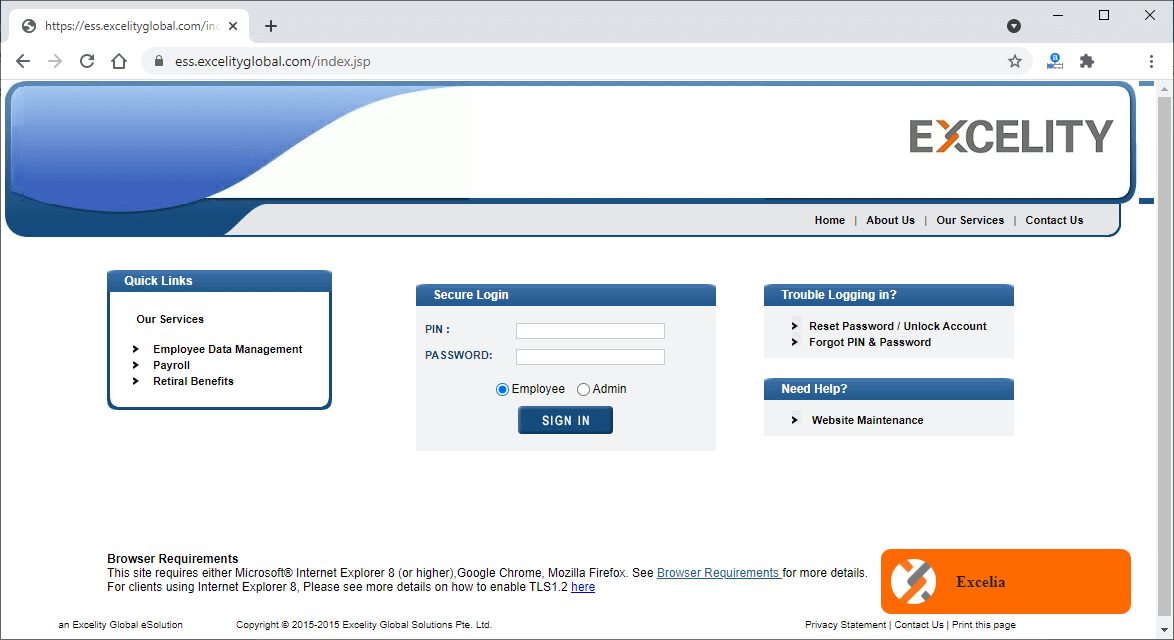 https://ess.excelityglobal.com/inc
ess.excelityglobal.com/index.jsp
EXCELITY
Home | About Us | Our Services | Contact Us
Quick Links
Our Services
Employee Data Management
Payroll
Retiral Benefits
Secure Login
PIN :
PASSWORD:
Employee Admin
SIGN IN
Trouble Logging in?
Reset Password / Unlock Account
Forgot PIN & Password
Need Help?
Website Maintenance
Browser Requirements
This site requires either Microsoft® Internet Explorer 8 (or higher),Google Chrome, Mozilla Firefox. See Browser Requirements for more details.
For clients using Internet Explorer 8, Please see more details on how to enable TLS1.2 here
Excelia
an Excelity Global eSolution
Copyright © 2015-2015 Excelity Global Solutions Pte. Ltd.
Privacy Statement | Contact Us | Print this page